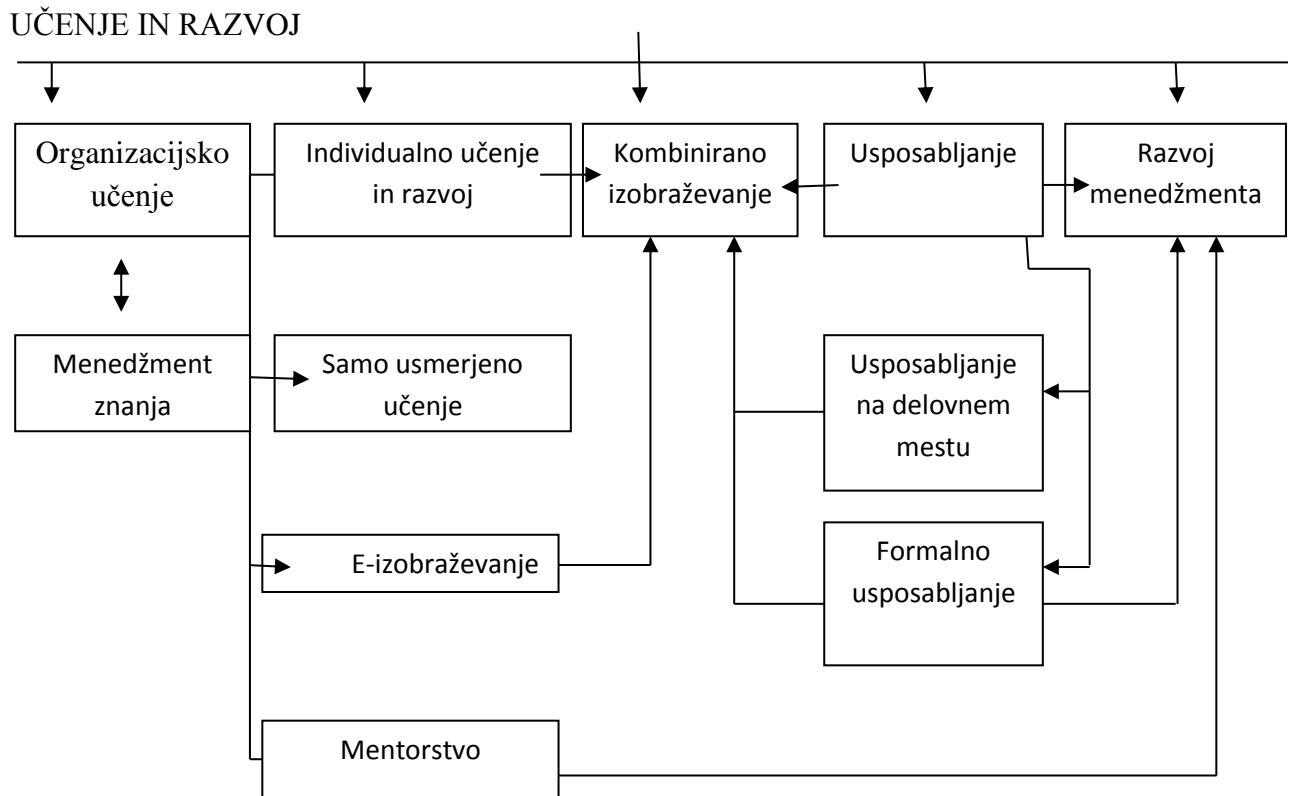 UČENJE IN RAZVOJ
Organizacijsko
učenje
Individualno učenje
in razvoj
Kombinirano
izobraževanje
Usposabljanje
Razvoj
menedžmenta
Menedžment
znanja
Samo usmerjeno
učenje
Usposabljanje
na delovnem
mestu
E-izobraževanje
Formalno
usposabljanje
Mentorstvo